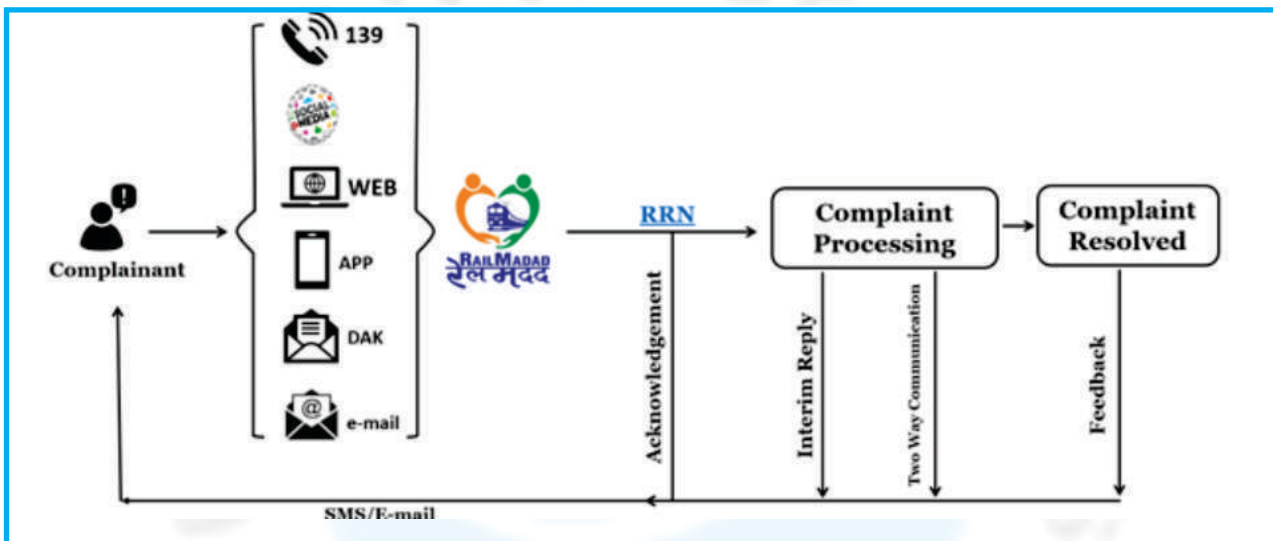 139
SOCIAL
MEDIA
WEB
APP
DAK
@
e-mail
!
Complainant
RAILMADAD
रेल मदद
RRN
Complaint
Processing
Complaint
Resolved
Acknowledgement
Interim Reply
Two Way Communication
Feedback
SMS/E-mail